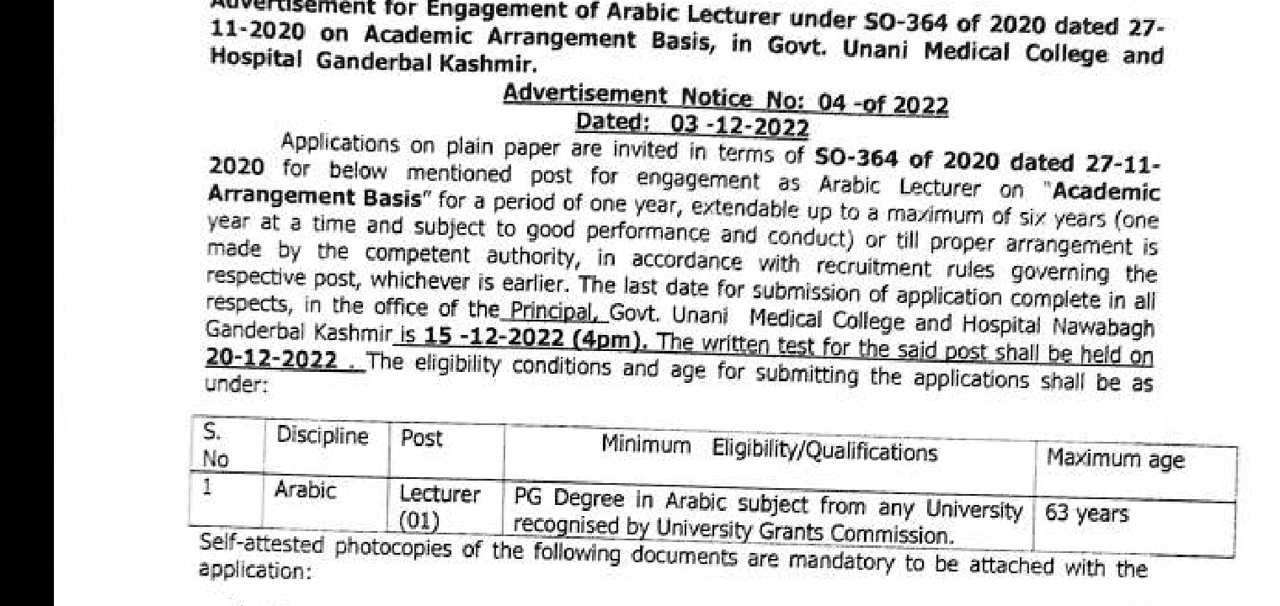 Advertisement for Engagement of Arabic Lecturer under SO-364 of 2020 dated 27-
11-2020 on Academic Arrangement Basis, in Govt. Unani Medical College and
Hospital Ganderbal Kashmir.
Advertisement Notice No: 04 -of 2022
Dated: 03 -12-2022
Applications on plain paper are invited in terms of SO-364 of 2020 dated 27-11-
2020 for below mentioned post for engagement as Arabic Lecturer on "Academic
Arrangement Basis" for a period of one year, extendable up to a maximum of six years (one
year at a time and subject to good performance and conduct) or till proper arrangement is
made by the competent authority, in accordance with recruitment rules governing the
respective post, whichever is earlier. The last date for submission of application complete in all
respects, in the office of the Principal, Govt. Unani Medical College and Hospital Nawabagh
Ganderbal Kashmir is 15 -12-2022 (4pm). The written test for the said post shall be held on
20-12-2022 . The eligibility conditions and age for submitting the applications shall be as
under:
S. No Discipline Post Minimum Eligibility/Qualifications Maximum age
1 Arabic Lecturer (01) PG Degree in Arabic subject from any University recognised by University Grants Commission. 63 years
Self-attested photocopies of the following documents are mandatory to be attached with the
application: